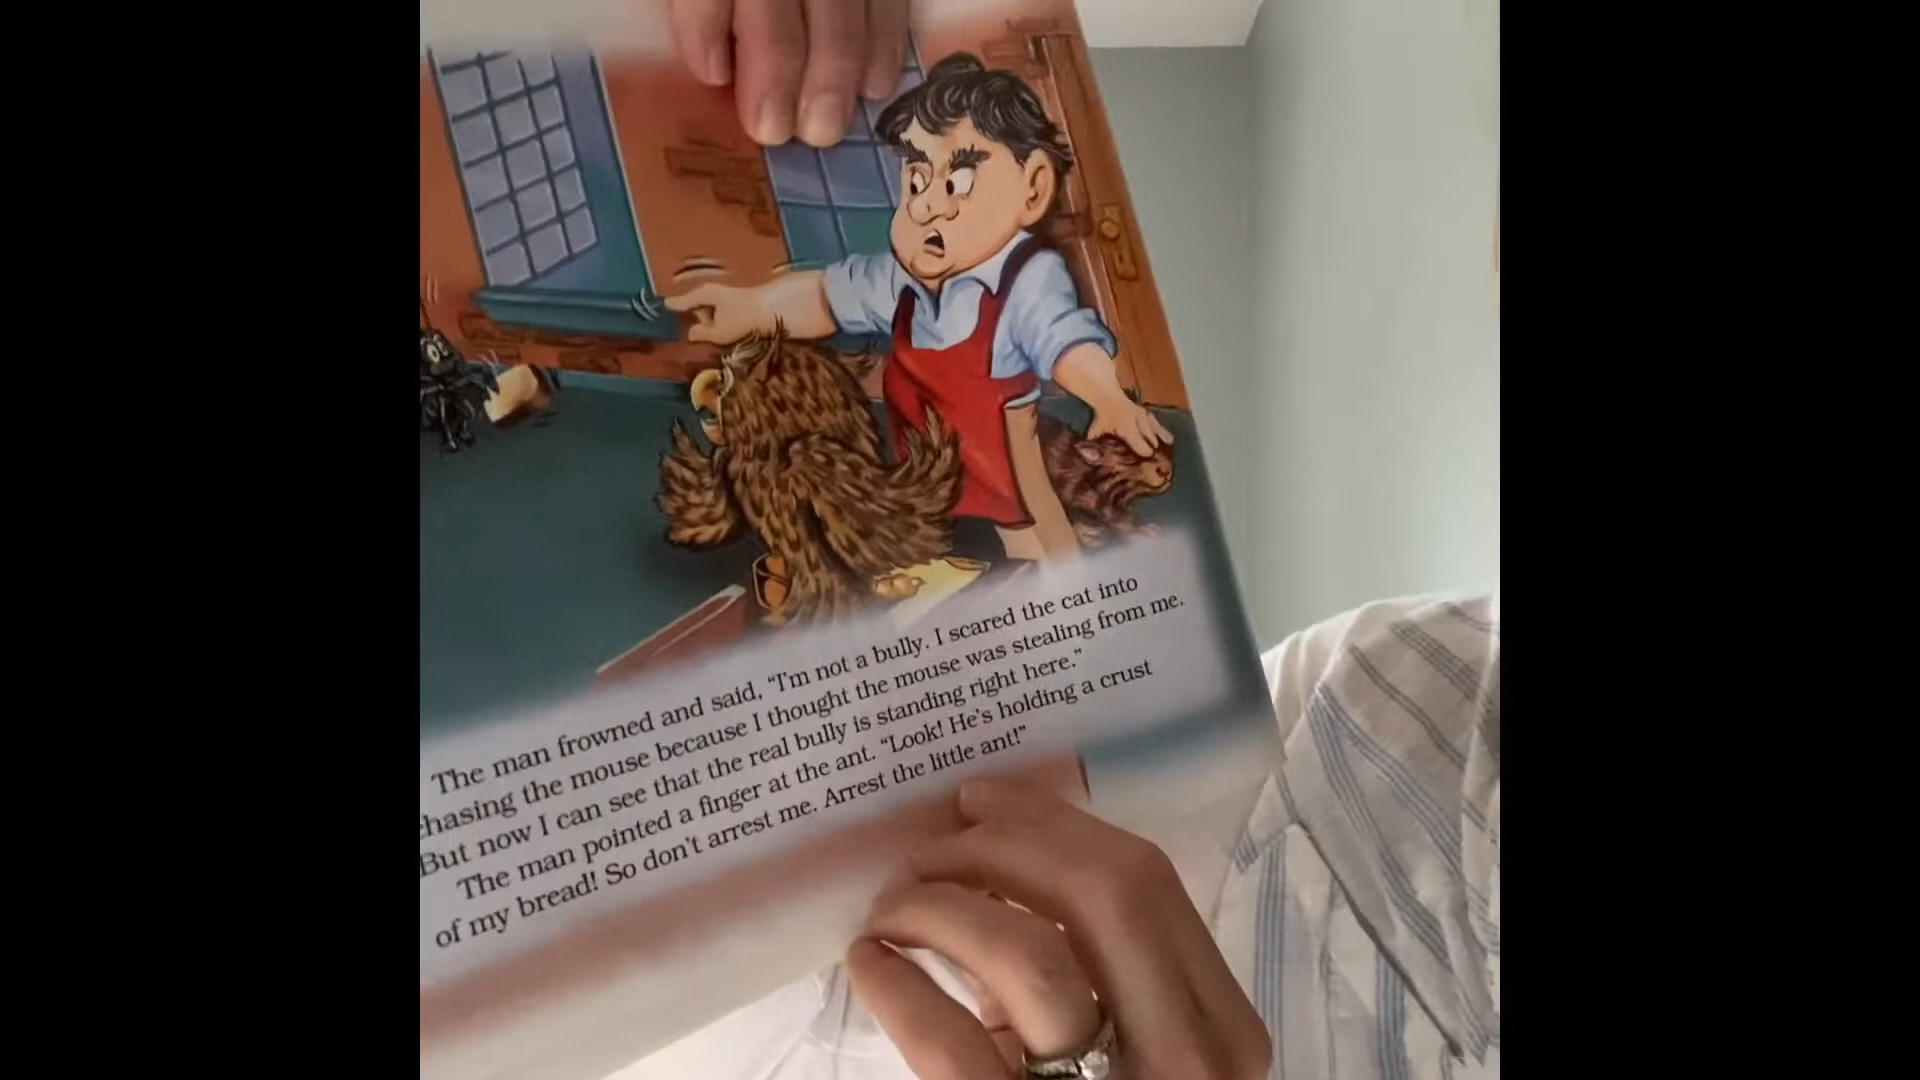 The man frowned and said, “I'm not a bully. I scared the cat into
chasing the mouse because I thought the mouse was stealing from me.
But now I can see that the real bully is standing right here.”
The man pointed a finger at the ant. “Look! He's holding a crust
of my bread! So don't arrest me. Arrest the little ant!”